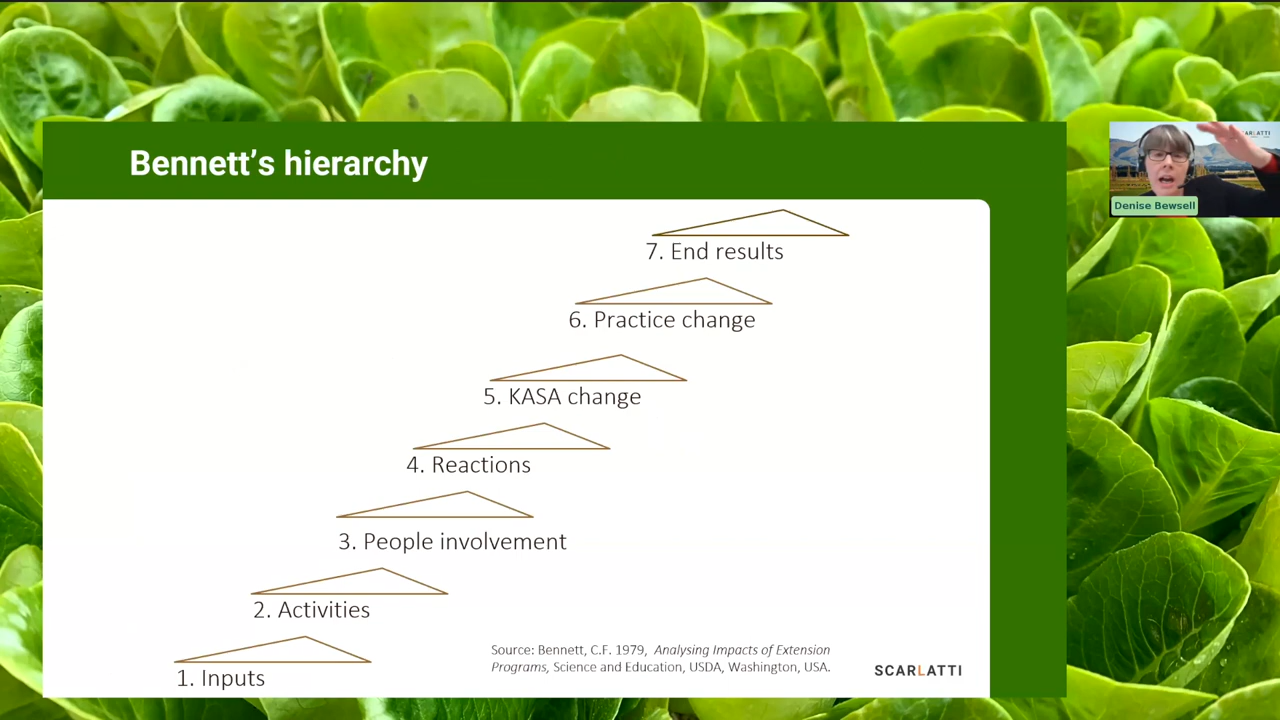 Bennett’s hierarchy
7. End results
6. Practice change
5. KASA change
4. Reactions
3. People involvement
2. Activities
1. Inputs
Source: Bennett, C.F. 1979, Analysing Impacts of Extension
Programs, Science and Education, USDA, Washington, USA.
SCARLATTI
Denise Bewsell